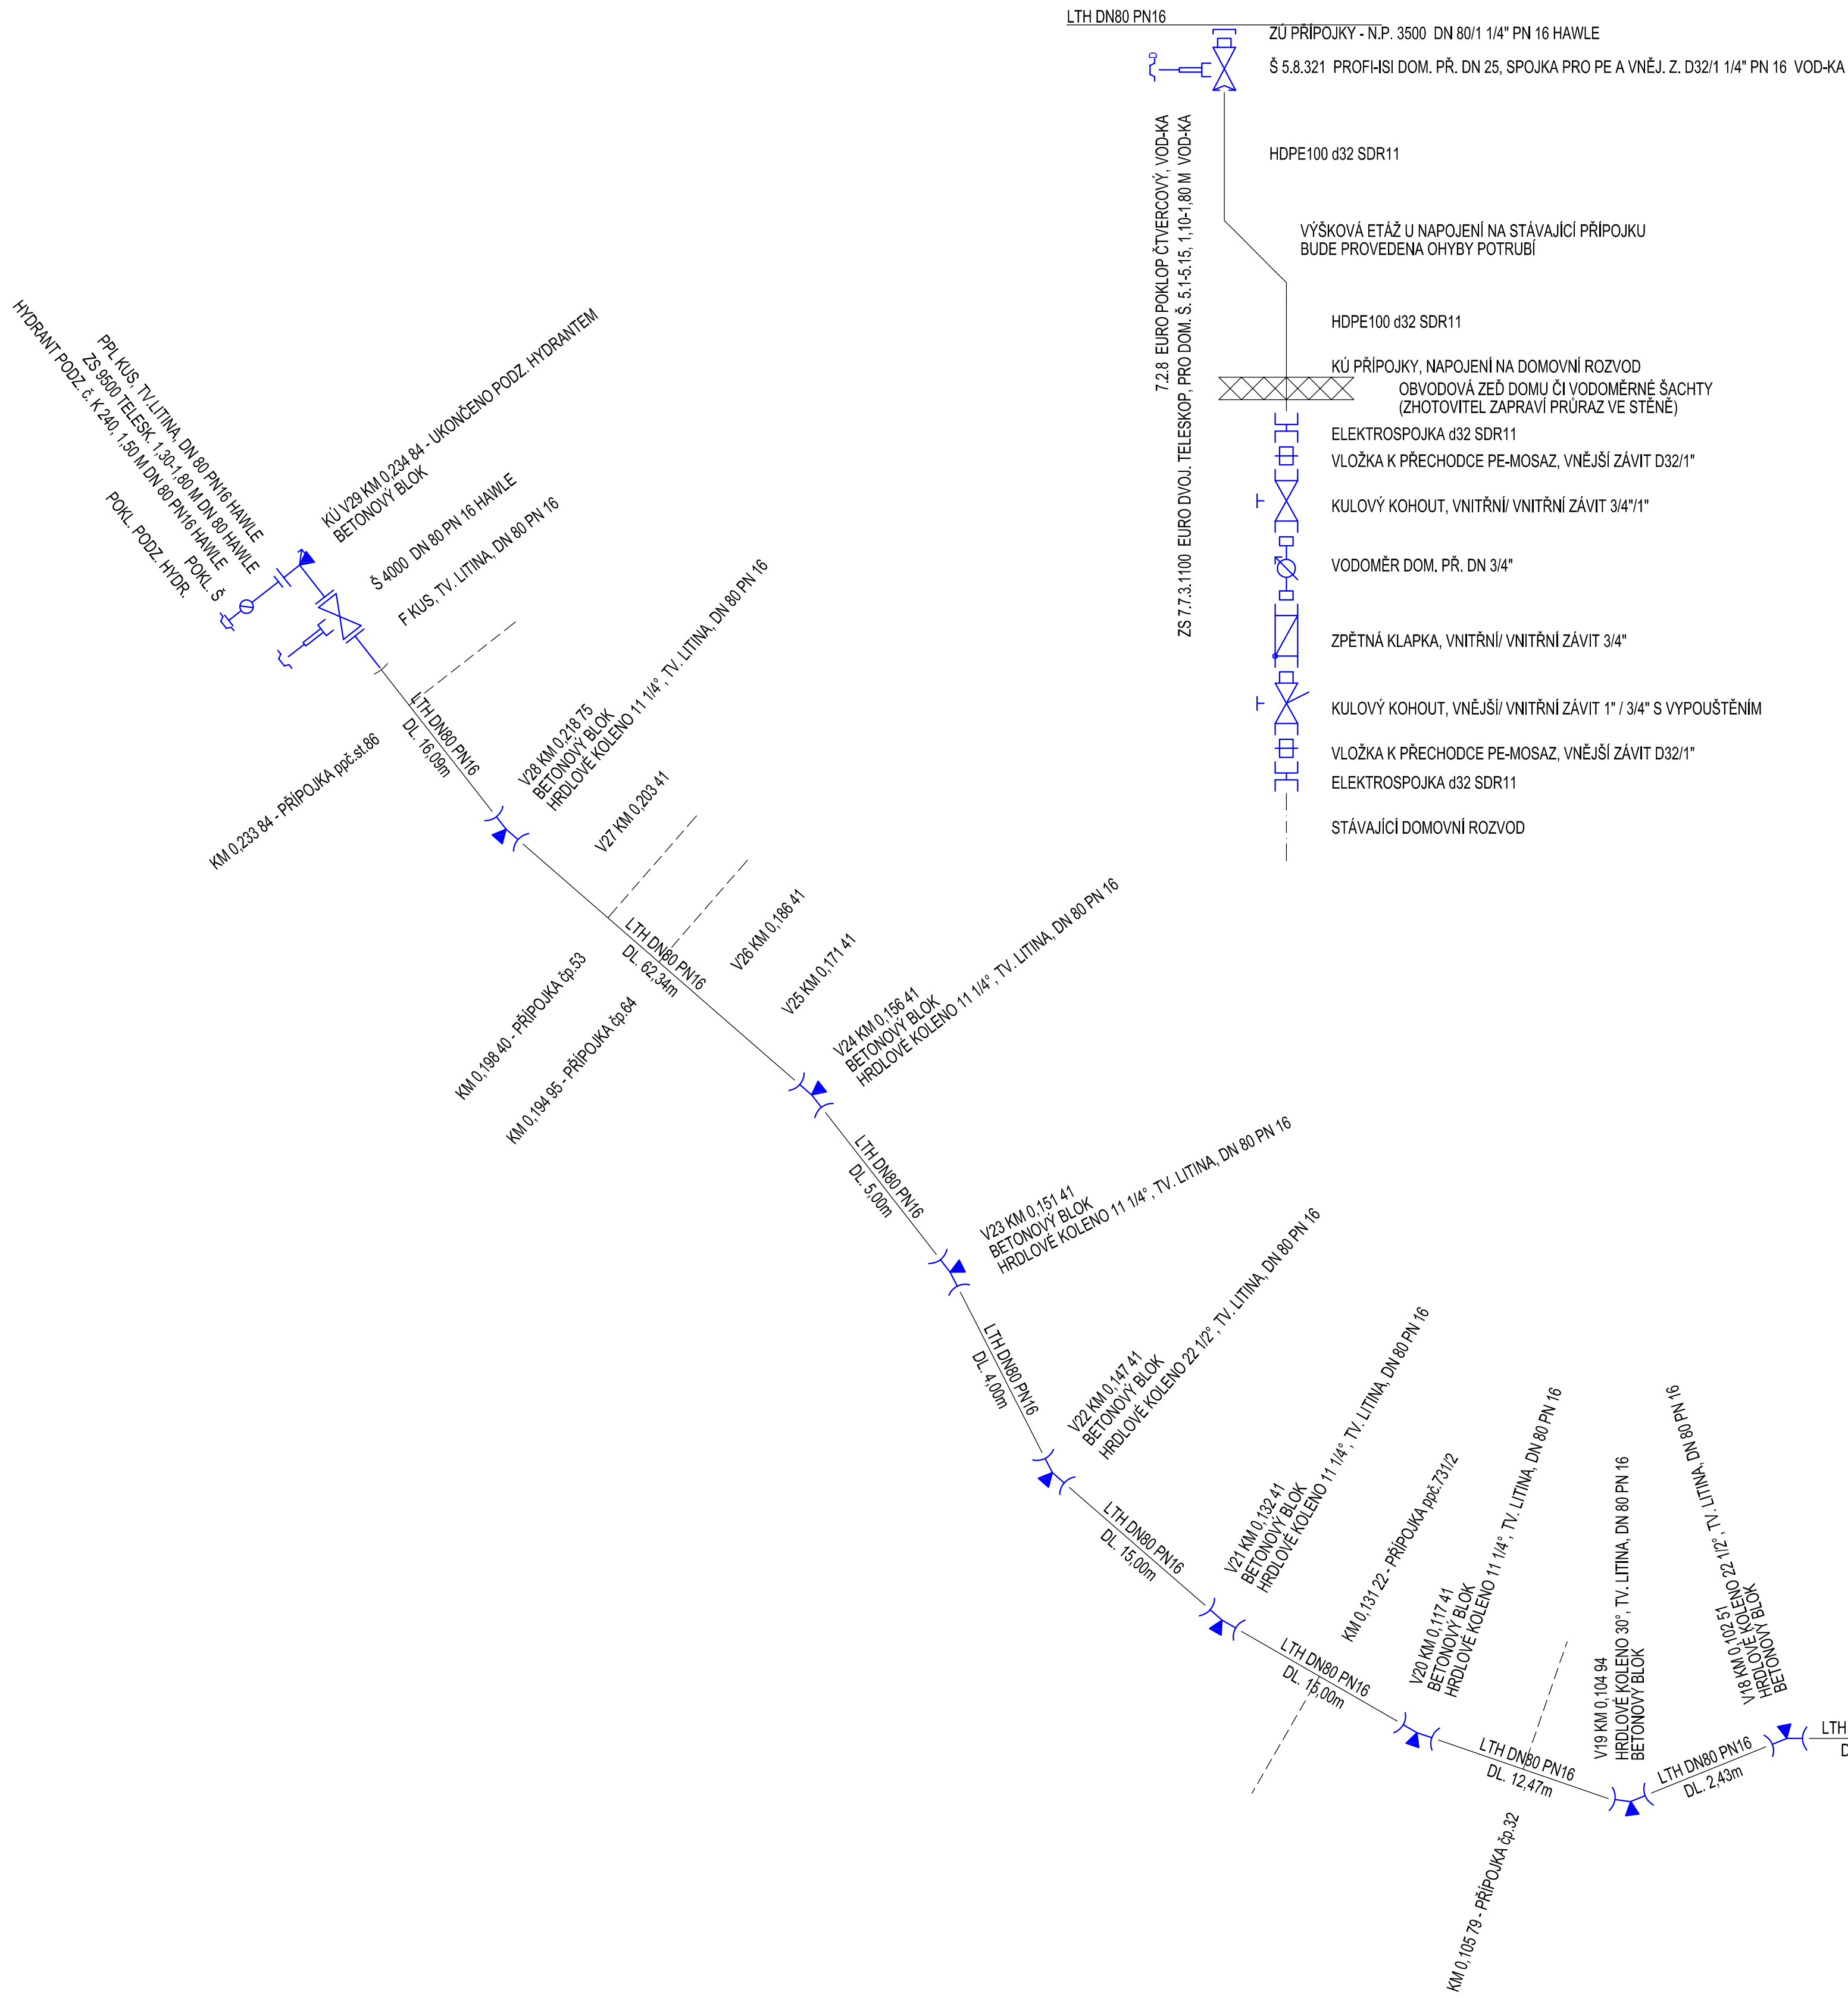 LTH DN80 PN16
ZÚ PŘÍPOJKY - N.P. 3500 DN 80/1 1/4" PN 16 HAWLE
Š 5.8.321 PROFI-ISI DOM. PŘ. DN 25, SPOJKA PRO PE A VNĚJ. Z. D32/1 1/4" PN 16 VOD-KA
7.2.8 EURO POKLOP ČTVERCOVÝ, VOD-KA
ZS 7.7.3.1100 EURO DVOJ. TELESKOP, PRO DOM. Š. 5.1-5.15, 1,10-1,80 M VOD-KA
HDPE100 d32 SDR11
VÝŠKOVÁ ETÁŽ U NAPOJENÍ NA STÁVAJÍCÍ PŘÍPOJKU
BUDE PROVEDENA OHYBY POTRUBÍ
HDPE100 d32 SDR11
KÚ PŘÍPOJKY, NAPOJENÍ NA DOMOVNÍ ROZVOD
OBVODOVÁ ZEĎ DOMU ČI VODOMĚRNÉ ŠACHTY
(ZHOTOVITEL ZAPRAVÍ PRŮRAZ VE STĚNĚ)
ELEKTROSPOJKA d32 SDR11
VLOŽKA K PŘECHODCE PE-MOSAZ, VNĚJŠÍ ZÁVIT D32/1"
KULOVÝ KOHOUT, VNITŘNÍ/ VNITŘNÍ ZÁVIT 3/4"/1"
VODOMĚR DOM. PŘ. DN 3/4"
ZPĚTNÁ KLAPKA, VNITŘNÍ/ VNITŘNÍ ZÁVIT 3/4"
KULOVÝ KOHOUT, VNĚJŠÍ/ VNITŘNÍ ZÁVIT 1" / 3/4" S VYPOUŠTĚNÍM
VLOŽKA K PŘECHODCE PE-MOSAZ, VNĚJŠÍ ZÁVIT D32/1"
ELEKTROSPOJKA d32 SDR11
STÁVAJÍCÍ DOMOVNÍ ROZVOD
PPL KUS, TV.LITINA, DN 80 PN16 HAWLE
ZS 9500 TELESK. 1,30-1,80 M DN 80 HAWLE
HYDRANT PODZ. č. K 240, 1,50 M DN 80 PN16 HAWLE
POKL. Š
POKL. PODZ. HYDR.
KÚ V29 KM 0,234 84 - UKONČENO PODZ. HYDRANTEM
BETONOVÝ BLOK
Š 4000 DN 80 PN 16 HAWLE
F KUS, TV. LITINA, DN 80 PN 16
LTH DN80 PN16
DL. 16,09m
KM 0,233 84 - PŘÍPOJKA ppč.st.86
V28 KM 0,218 75
BETONOVÝ BLOK
HRDLOVÉ KOLENO 11 1/4°, TV. LITINA, DN 80 PN 16
V27 KM 0,203 41
LTH DN80 PN16
DL. 62,34m
KM 0,198 40 - PŘÍPOJKA čp.53
KM 0,194 95 - PŘÍPOJKA čp.64
V26 KM 0,186 41
V25 KM 0,171 41
V24 KM 0,156 41
BETONOVÝ BLOK
HRDLOVÉ KOLENO 11 1/4°, TV. LITINA, DN 80 PN 16
LTH DN80 PN16
DL. 5,00m
V23 KM 0,151 41
BETONOVÝ BLOK
HRDLOVÉ KOLENO 11 1/4°, TV. LITINA, DN 80 PN 16
LTH DN80 PN16
DL. 4,00m
V22 KM 0,147 41
BETONOVÝ BLOK
HRDLOVÉ KOLENO 22 1/2°, TV. LITINA, DN 80 PN 16
LTH DN80 PN16
DL. 15,00m
V21 KM 0,132 41
BETONOVÝ BLOK
HRDLOVÉ KOLENO 11 1/4°, TV. LITINA, DN 80 PN 16
KM 0,131 22 - PŘÍPOJKA ppč.731/2
LTH DN80 PN16
DL. 15,00m
V20 KM 0,117 41
BETONOVÝ BLOK
HRDLOVÉ KOLENO 11 1/4°, TV. LITINA, DN 80 PN 16
LTH DN80 PN16
DL. 12,47m
KM 0,105 79 - PŘÍPOJKA čp.32
V19 KM 0,104 94
HRDLOVÉ KOLENO 30°, TV. LITINA, DN 80 PN 16
BETONOVÝ BLOK
LTH DN80 PN16
DL. 2,43m
V18 KM 0,102 51
HRDLOVÉ KOLENO 22 1/2°, TV. LITINA, DN 80 PN 16
BETONOVÝ BLOK
LTH
D